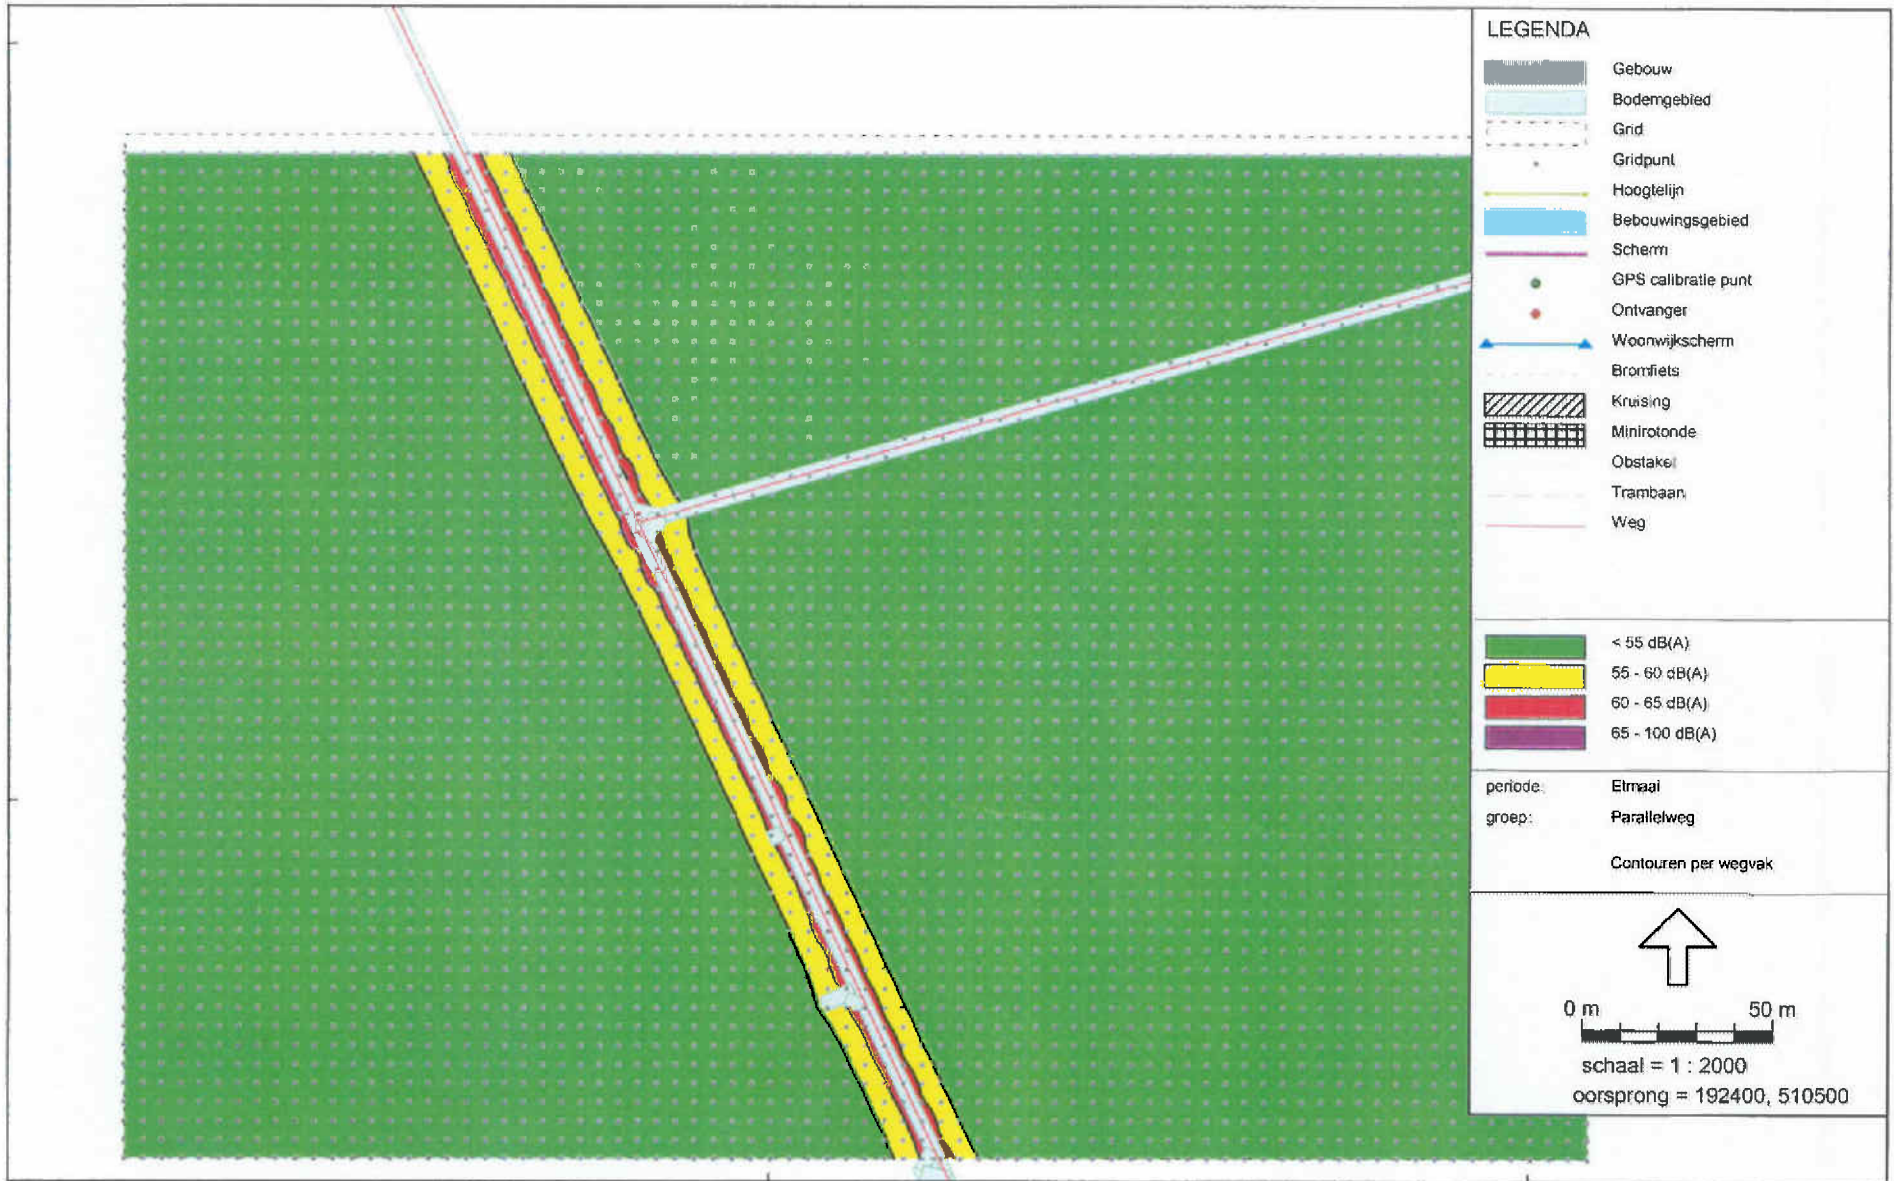 LEGENDA
Gebouw
Bodemgebied
Grid
Gridpunt
Hoogtelijn
Bebouwingsgebied
Scherm
GPS calibratie punt
Ontvanger
Woonwijkscherm
Bromfiets
Kruising
Minirotonde
Obstakel
Trambaan
Weg
< 55 dB(A)
55 - 60 dB(A)
60 - 65 dB(A)
65 - 100 dB(A)
periode: Etmaal
groep: Parallelweg
Contouren per wegvak
0 m 50 m
schaal = 1 : 2000
oorsprong = 192400, 510500